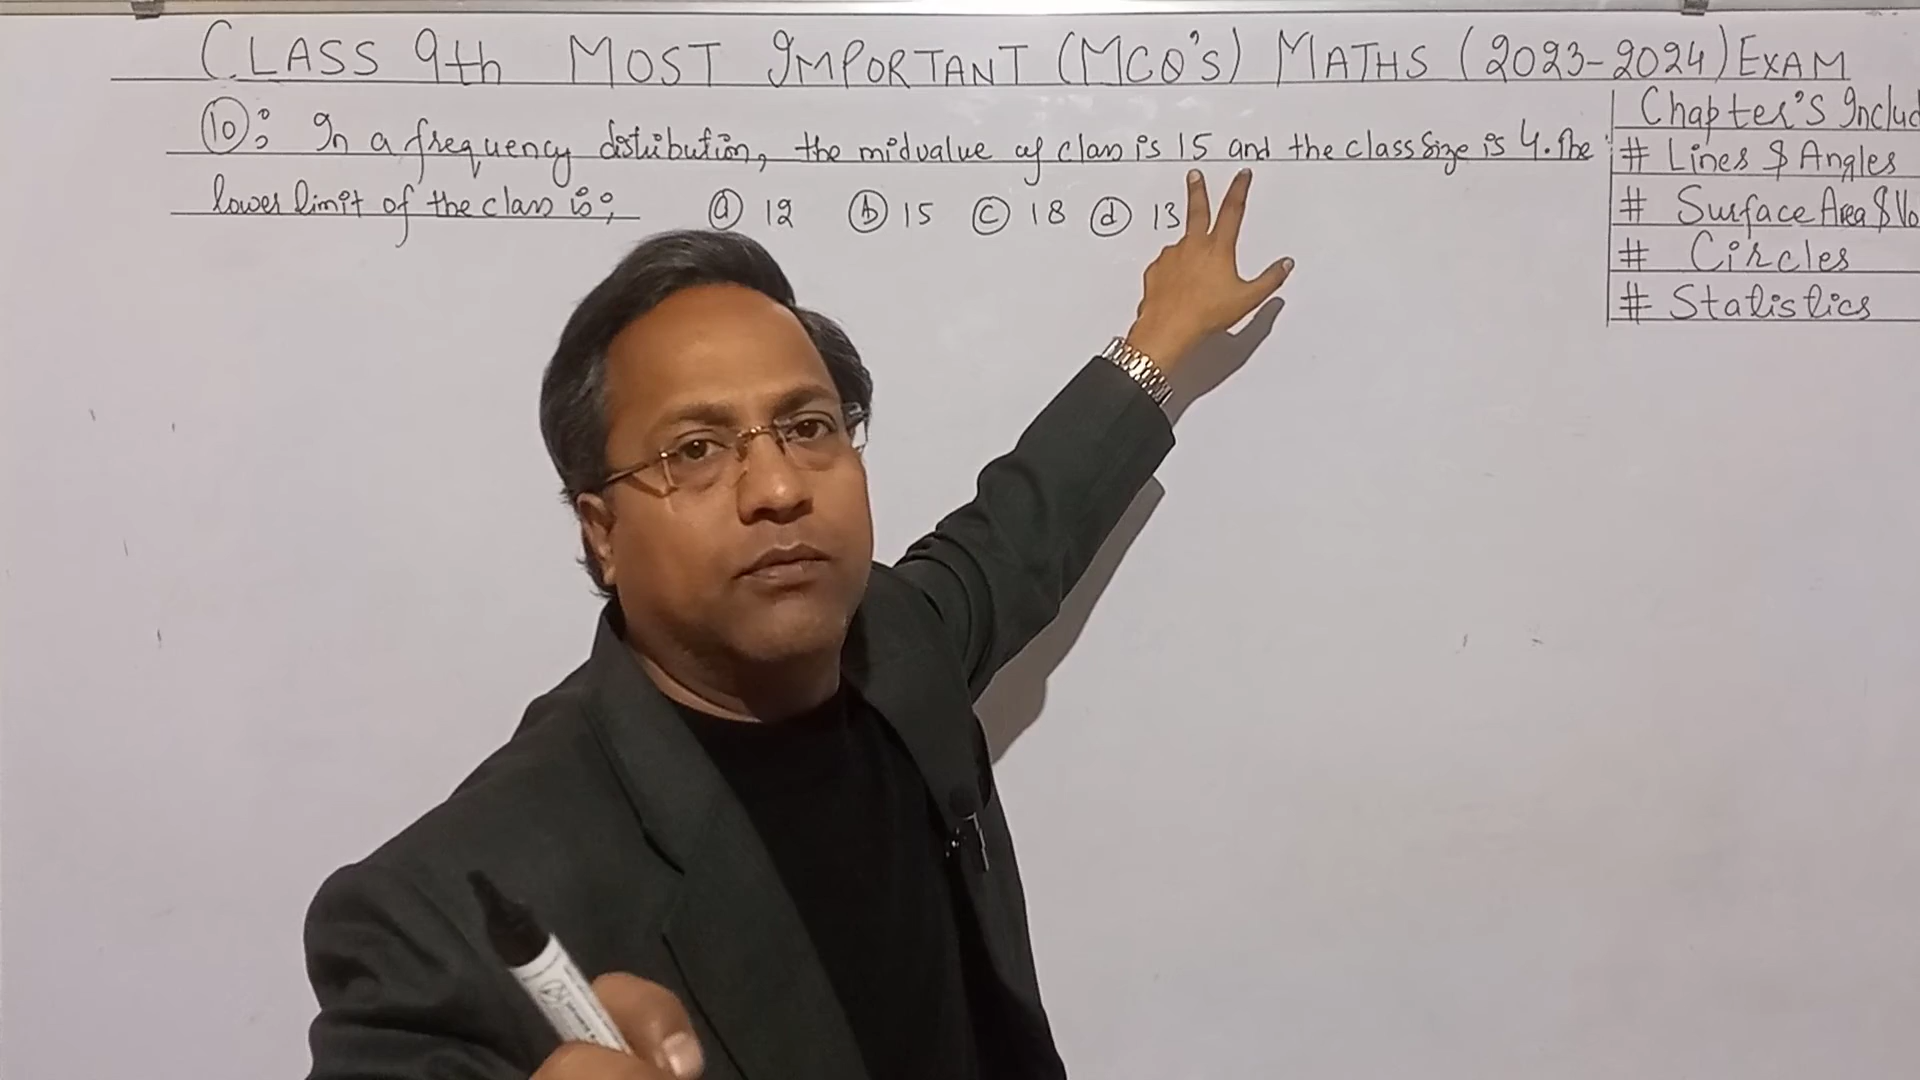 CLASS 9th MOST IMPORTANT (MCQ'S) MATHS (2023-2024) EXAM
10: In a frequency distribution, the midvalue of class is 15 and the class size is 4. The
lower limit of the class is; a 12 b 15 c 18 d 13
Chapter's Includ
# Lines & Angles
# Surface Area & Vo
# Circles
# Statistics